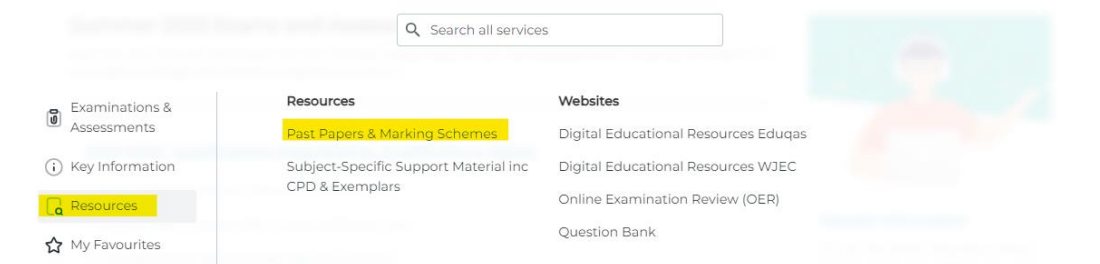 Search all services
Examinations &
Assessments
Key Information
Resources
My Favourites
Resources
Past Papers & Marking Schemes
Subject-Specific Support Material inc
CPD & Exemplars
Websites
Digital Educational Resources Eduqas
Digital Educational Resources WJEC
Online Examination Review (OER)
Question Bank